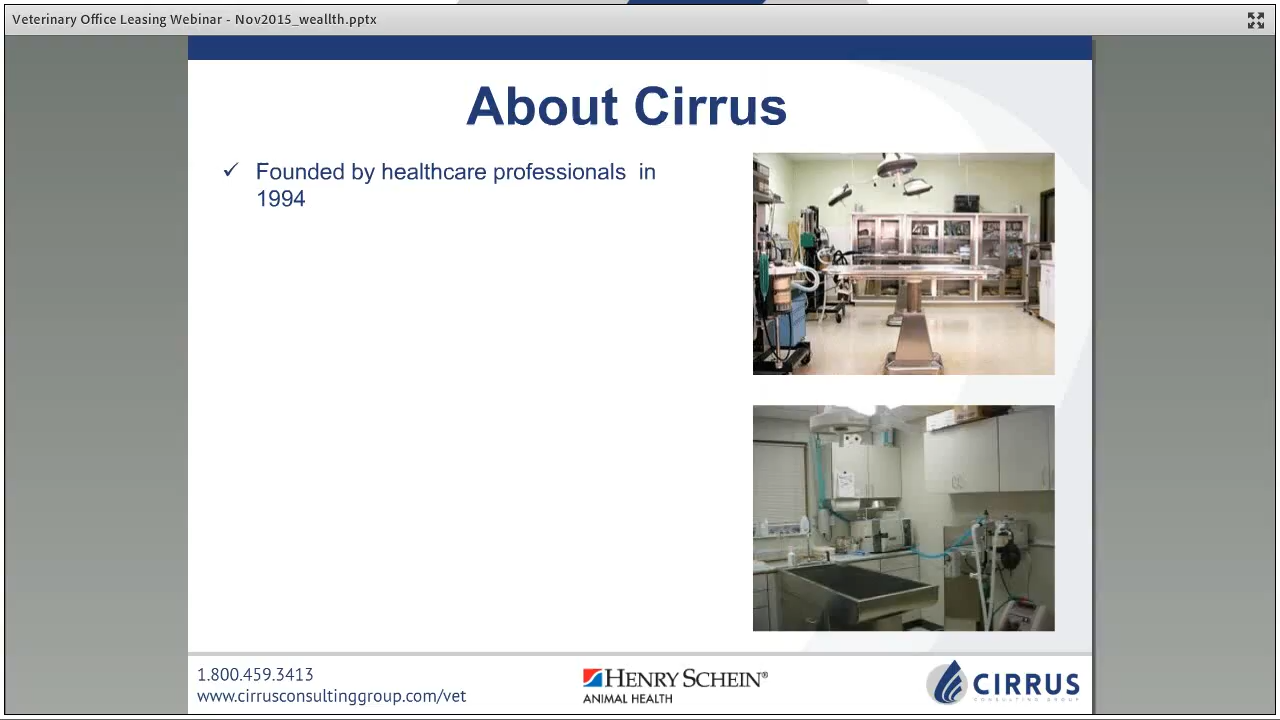 Veterinary Office Leasing Webinar - Nov2015_weallth.pptx
About Cirrus
✓ Founded by healthcare professionals in
1994
1.800.459.3413
www.cirrusconsultinggroup.com/vet
HENRY SCHEIN®
ANIMAL HEALTH
CIRRUS
CONSULTING GROUP